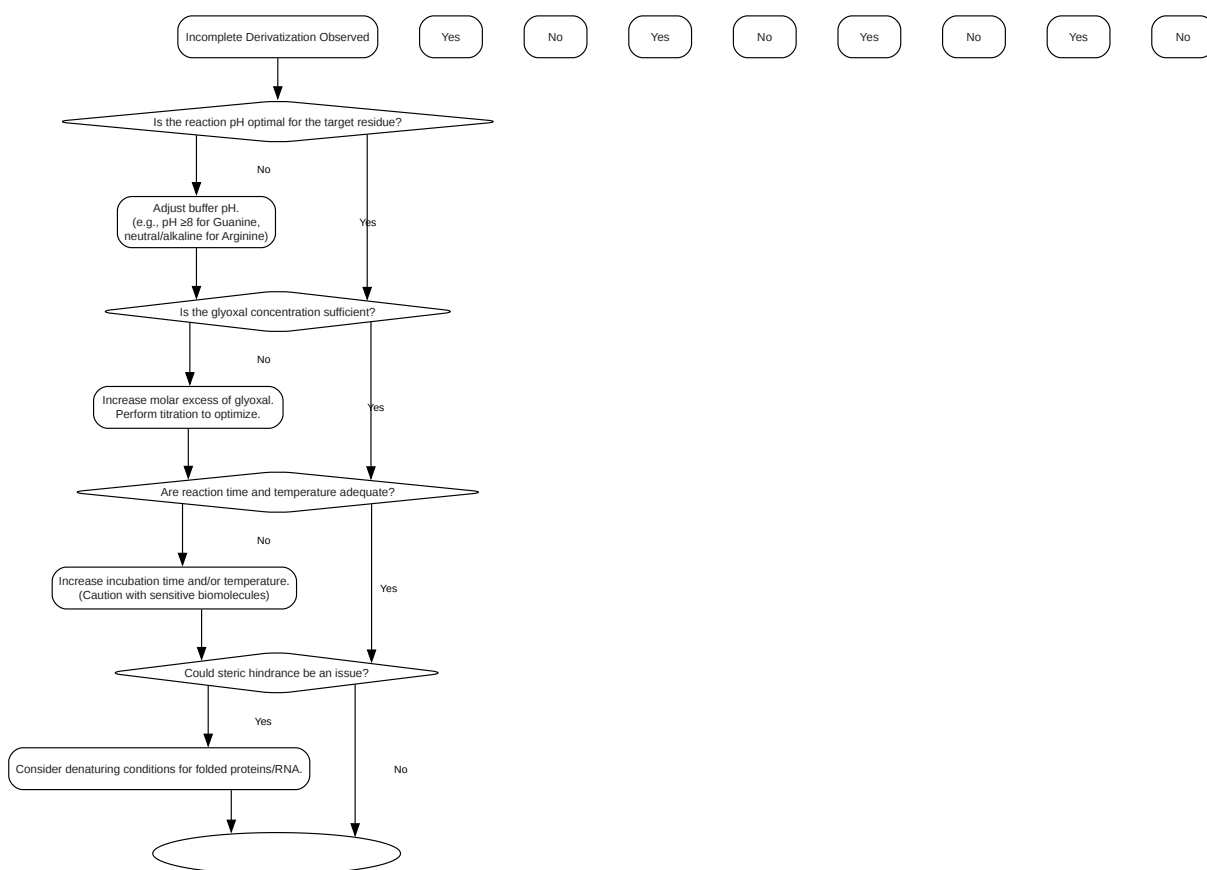 Incomplete Derivatization Observed
Yes
No
Yes
No
Yes
No
Yes
No
Is the reaction pH optimal for the target residue?
No
Adjust buffer pH.
(e.g., pH ≥8 for Guanine,
neutral/alkaline for Arginine)
Yes
Is the glyoxal concentration sufficient?
No
Increase molar excess of glyoxal.
Perform titration to optimize.
Yes
Are reaction time and temperature adequate?
No
Increase incubation time and/or temperature.
(Caution with sensitive biomolecules)
Yes
Could steric hindrance be an issue?
Yes
Consider denaturing conditions for folded proteins/RNA.
No